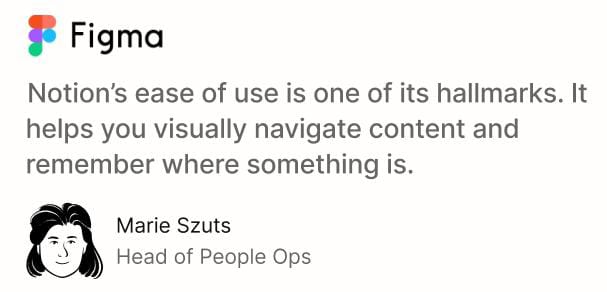 Figma
Notion’s ease of use is one of its hallmarks. It
helps you visually navigate content and
remember where something is.
Marie Szuts
Head of People Ops